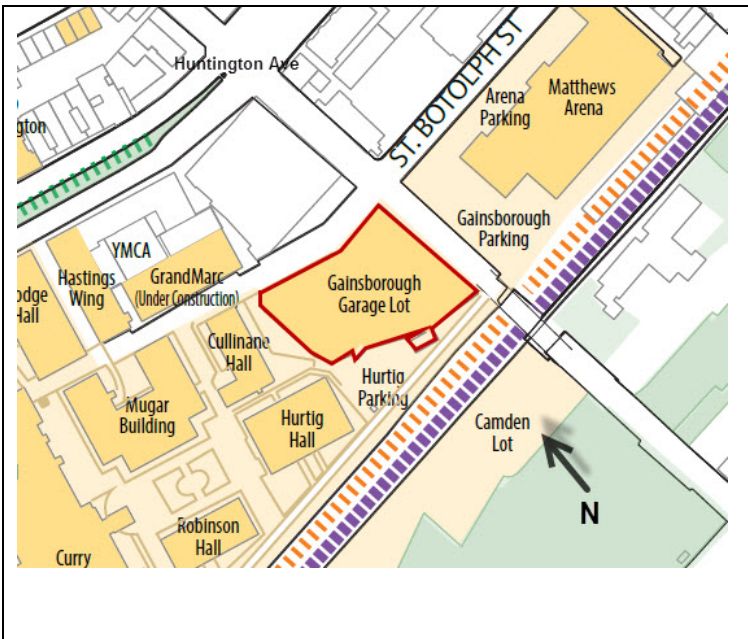 Huntington Ave
ST. BOTOLPH ST
Matthews
Arena
Arena
Parking
gton
Gainsborough
Parking
YMCA
Hastings
Wing
GrandMarc
(Under Construction)
odge
Hall
Gainsborough
Garage Lot
Cullinane
Hall
Hurtig
Parking
Mugar
Building
Hurtig
Hall
Camden
Lot
N
Robinson
Hall
Curry